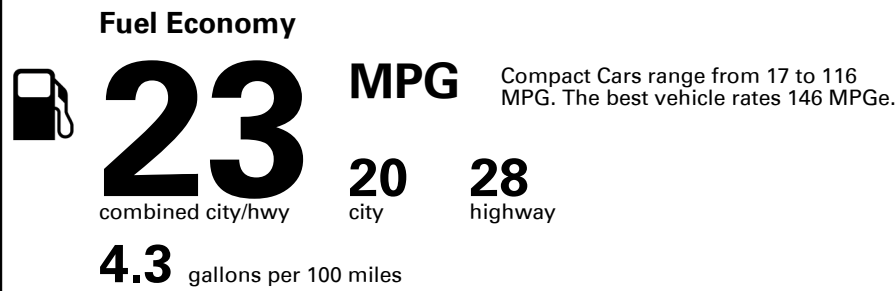 Fuel Economy
23
MPG
Compact Cars range from 17 to 116
MPG. The best vehicle rates 146 MPGe.
20
28
combined city/hwy
city
highway
4.3 gallons per 100 miles